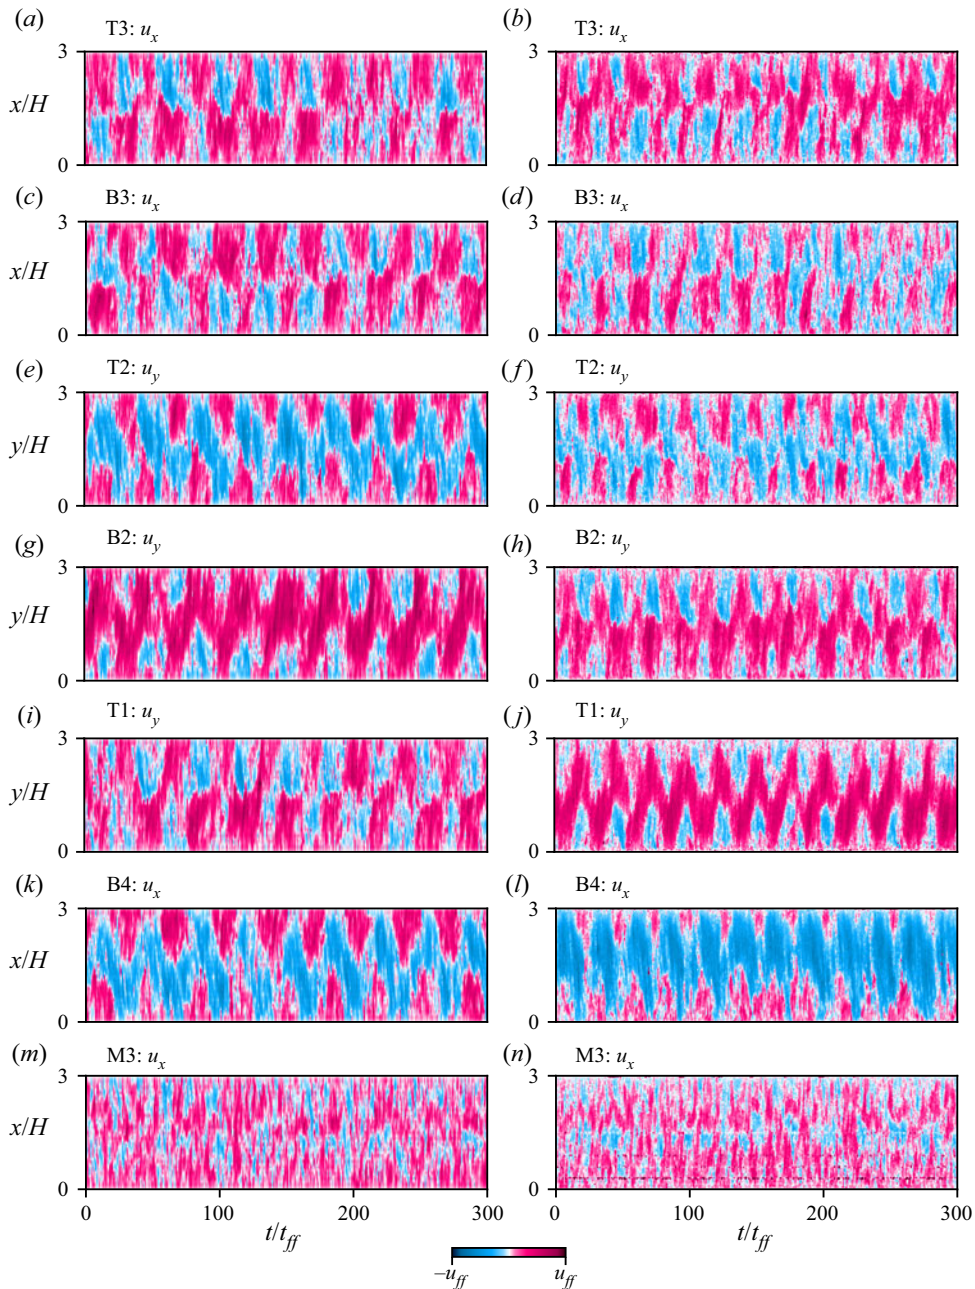 (a) T3: u_x (b) T3: u_x
3 3
x/H
0 0
(c) B3: u_x (d) B3: u_x
3 3
x/H
0 0
(e) T2: u_y (f) T2: u_y
3 3
y/H
0 0
(g) B2: u_y (h) B2: u_y
3 3
y/H
0 0
(i) T1: u_y (j) T1: u_y
3 3
y/H
0 0
(k) B4: u_x (l) B4: u_x
3 3
x/H
0 0
(m) M3: u_x (n) M3: u_x
3 3
x/H
0 0
0 100 200 300 0 100 200 300
t/t_ff t/t_ff
–u_ff u_ff